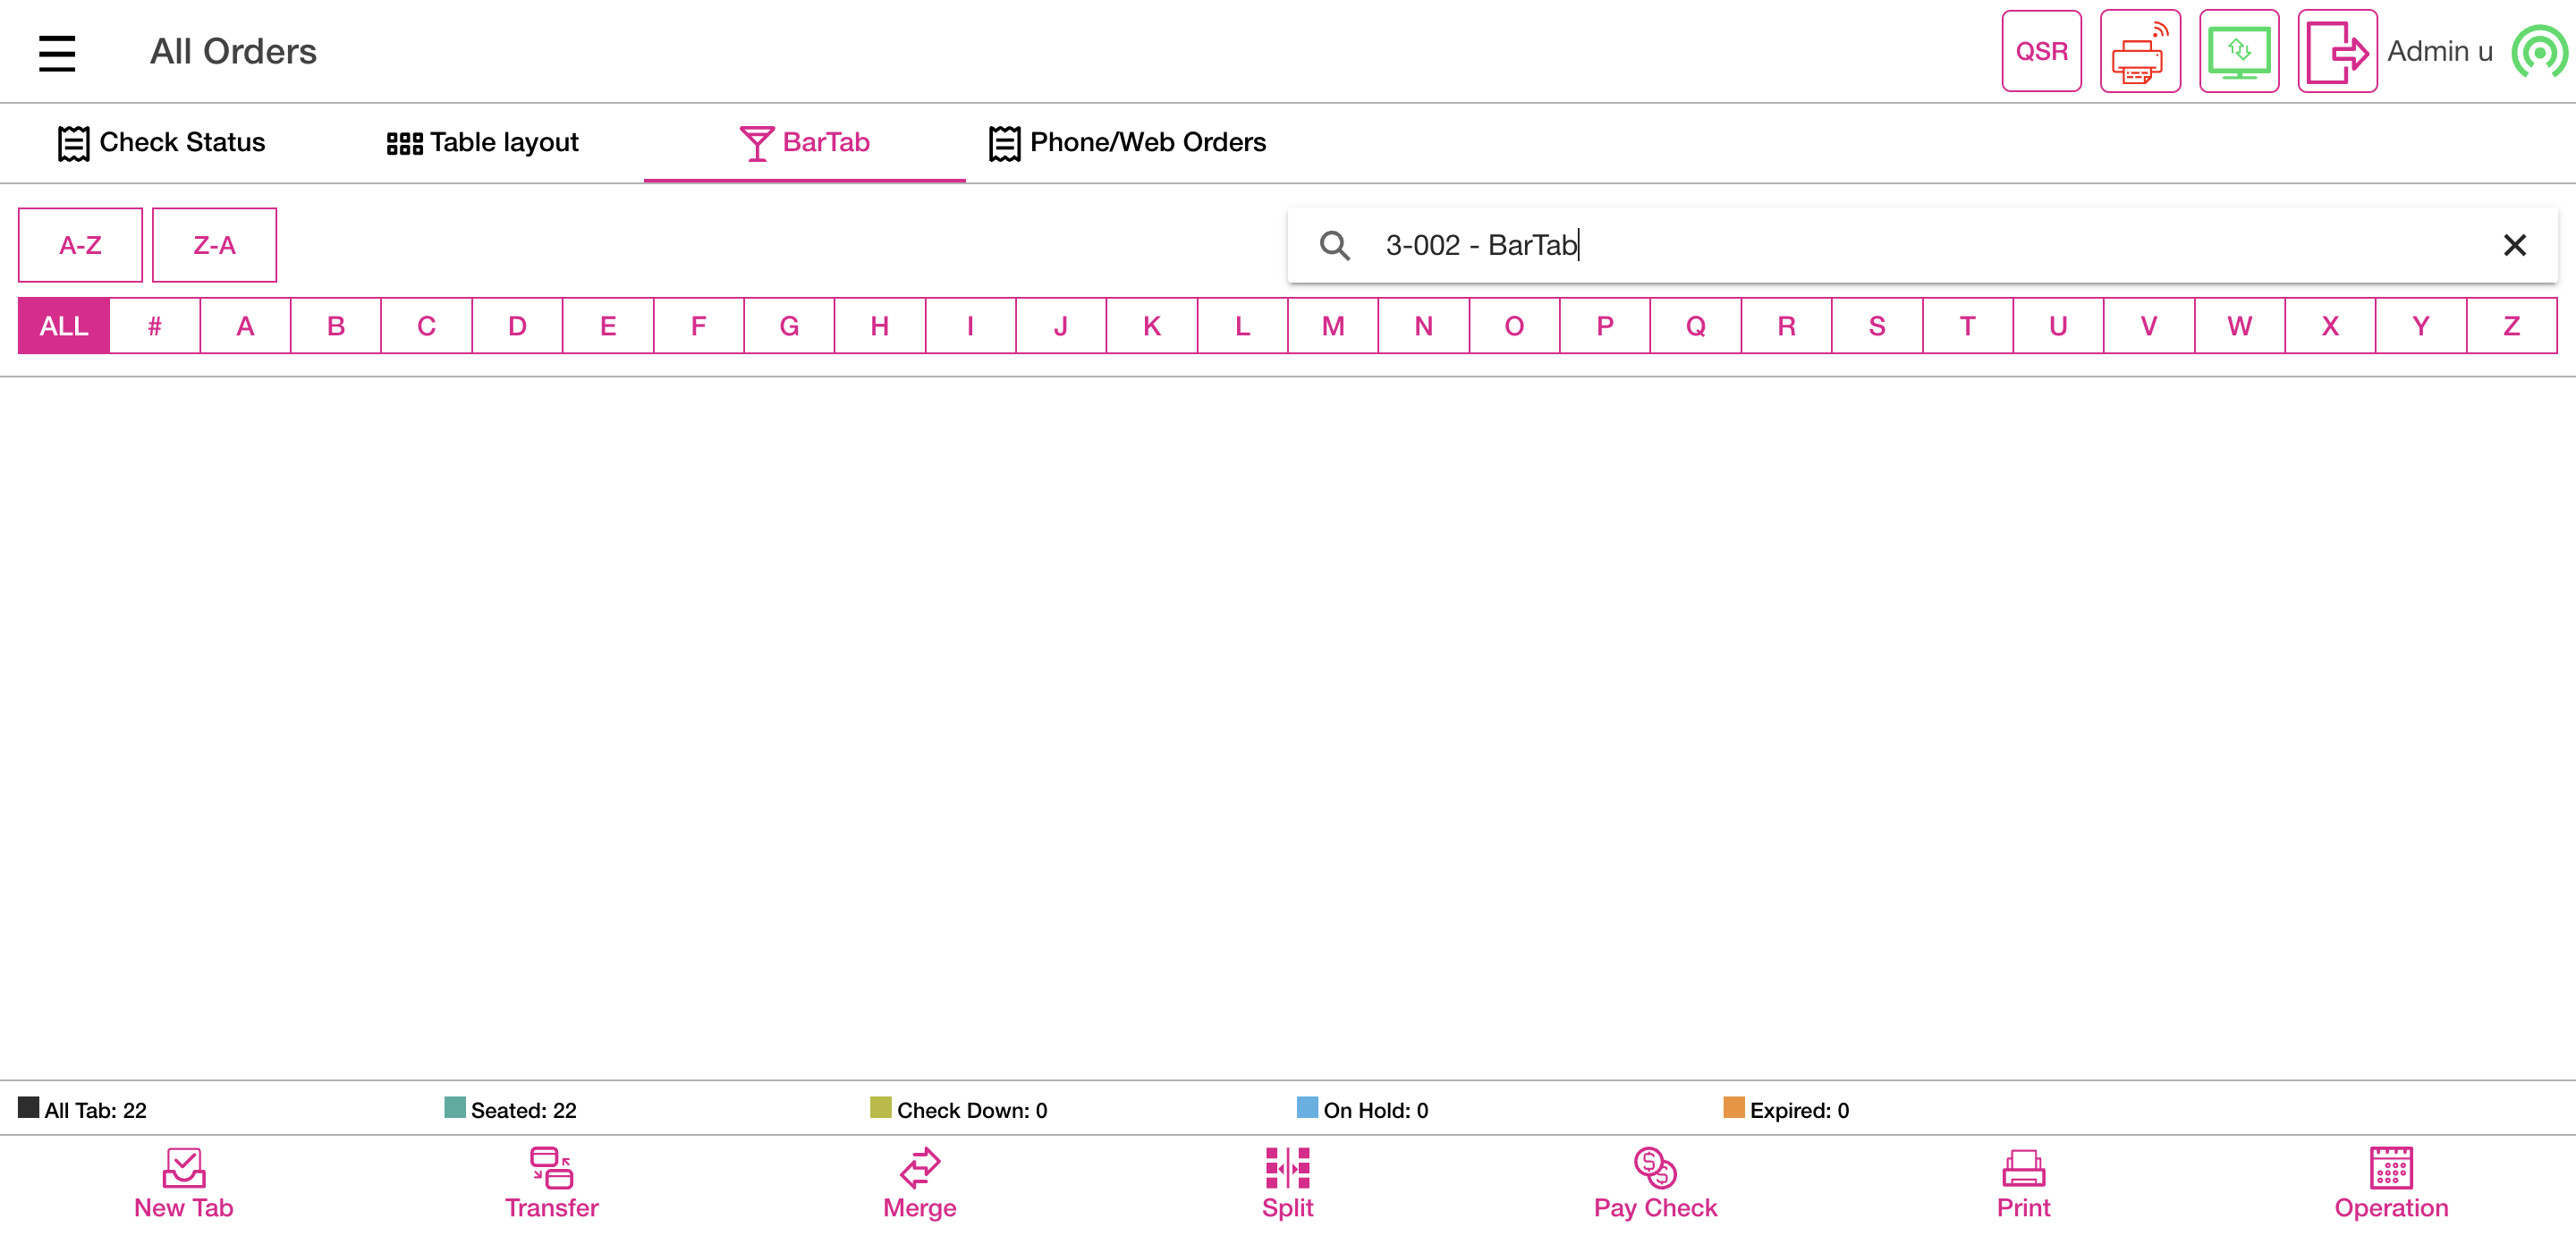 All Orders
QSR
Admin u
Check Status
Table layout
BarTab
Phone/Web Orders
A-Z
Z-A
3-002 - BarTab
ALL # A B C D E F G H I J K L M N O P Q R S T U V W X Y Z
All Tab: 22
Seated: 22
Check Down: 0
On Hold: 0
Expired: 0
New Tab
Transfer
Merge
Split
Pay Check
Print
Operation